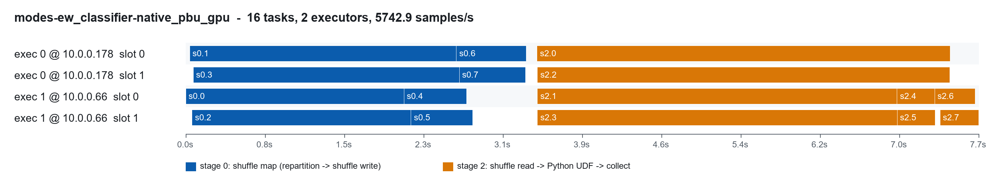 modes-ew_classifier-native_pbu_gpu - 16 tasks, 2 executors, 5742.9 samples/s
exec 0 @ 10.0.0.178 slot 0 s0.1 s0.6 s2.0
exec 0 @ 10.0.0.178 slot 1 s0.3 s0.7 s2.2
exec 1 @ 10.0.0.66 slot 0 s0.0 s0.4 s2.1 s2.4 s2.6
exec 1 @ 10.0.0.66 slot 1 s0.2 s0.5 s2.3 s2.5 s2.7
0.0s 0.8s 1.5s 2.3s 3.1s 3.9s 4.6s 5.4s 6.2s 7.0s 7.7s
stage 0: shuffle map (repartition -> shuffle write) stage 2: shuffle read -> Python UDF -> collect